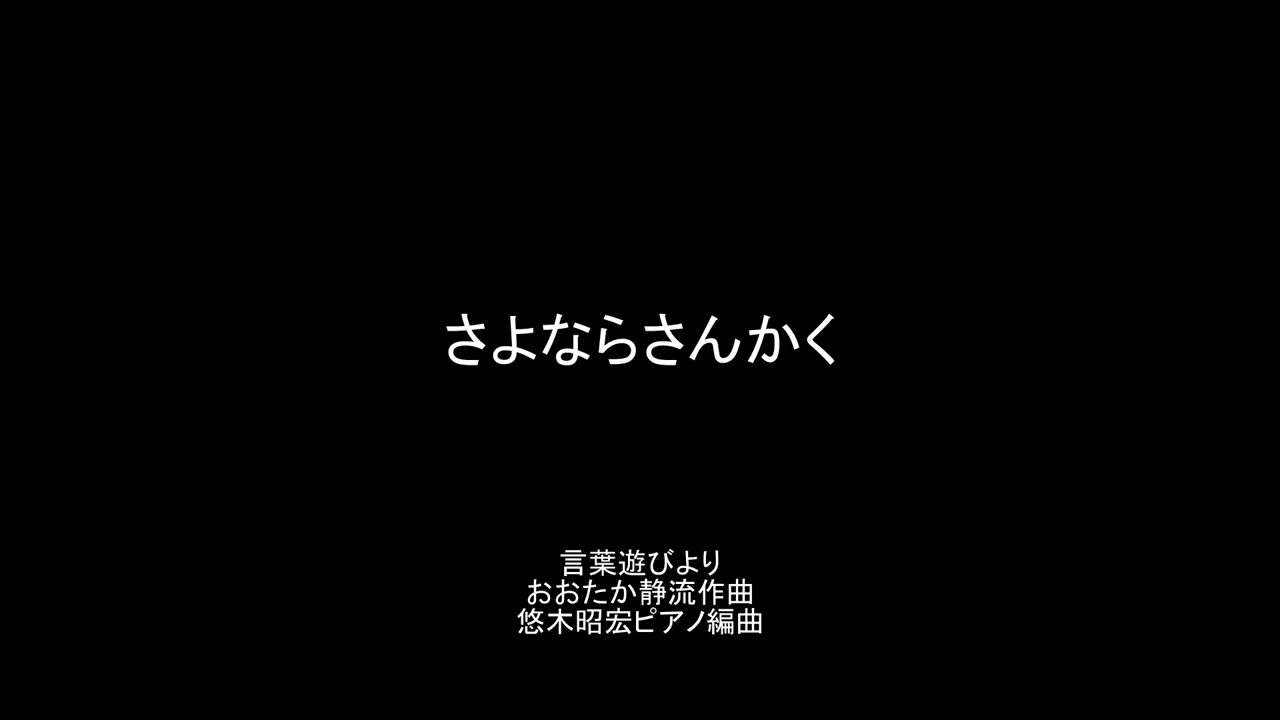 さよならさんかく
言葉遊びより
おおたか静流作曲
悠木昭宏ピアノ編曲